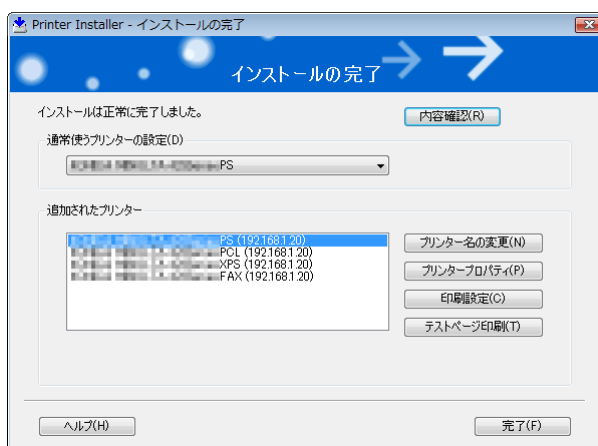 Printer Installer - インストールの完了
インストールの完了
インストールは正常に完了しました。
内容確認(R)
通常使うプリンターの設定(D)
PS
追加されたプリンター
PS (192.168.1.20)
PCL (192.168.1.20)
XPS (192.168.1.20)
FAX (192.168.1.20)
プリンター名の変更(N)
プリンタープロパティ(P)
印刷設定(C)
テストページ印刷(T)
ヘルプ(H)
完了(F)